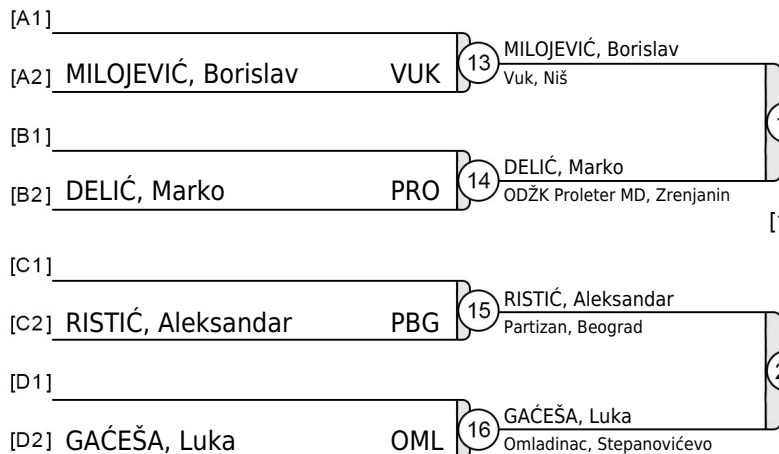 [A1]
[A2] MILOJEVIĆ, Borislav VUK
13
MILOJEVIĆ, Borislav
Vuk, Niš
[B1]
[B2] DELIĆ, Marko PRO
14
DELIĆ, Marko
ODŽK Proleter MD, Zrenjanin
[C1]
[C2] RISTIĆ, Aleksandar PBG
15
RISTIĆ, Aleksandar
Partizan, Beograd
[D1]
[D2] GAĆEŠA, Luka OML
16
GAĆEŠA, Luka
Omladinac, Stepanovićevo